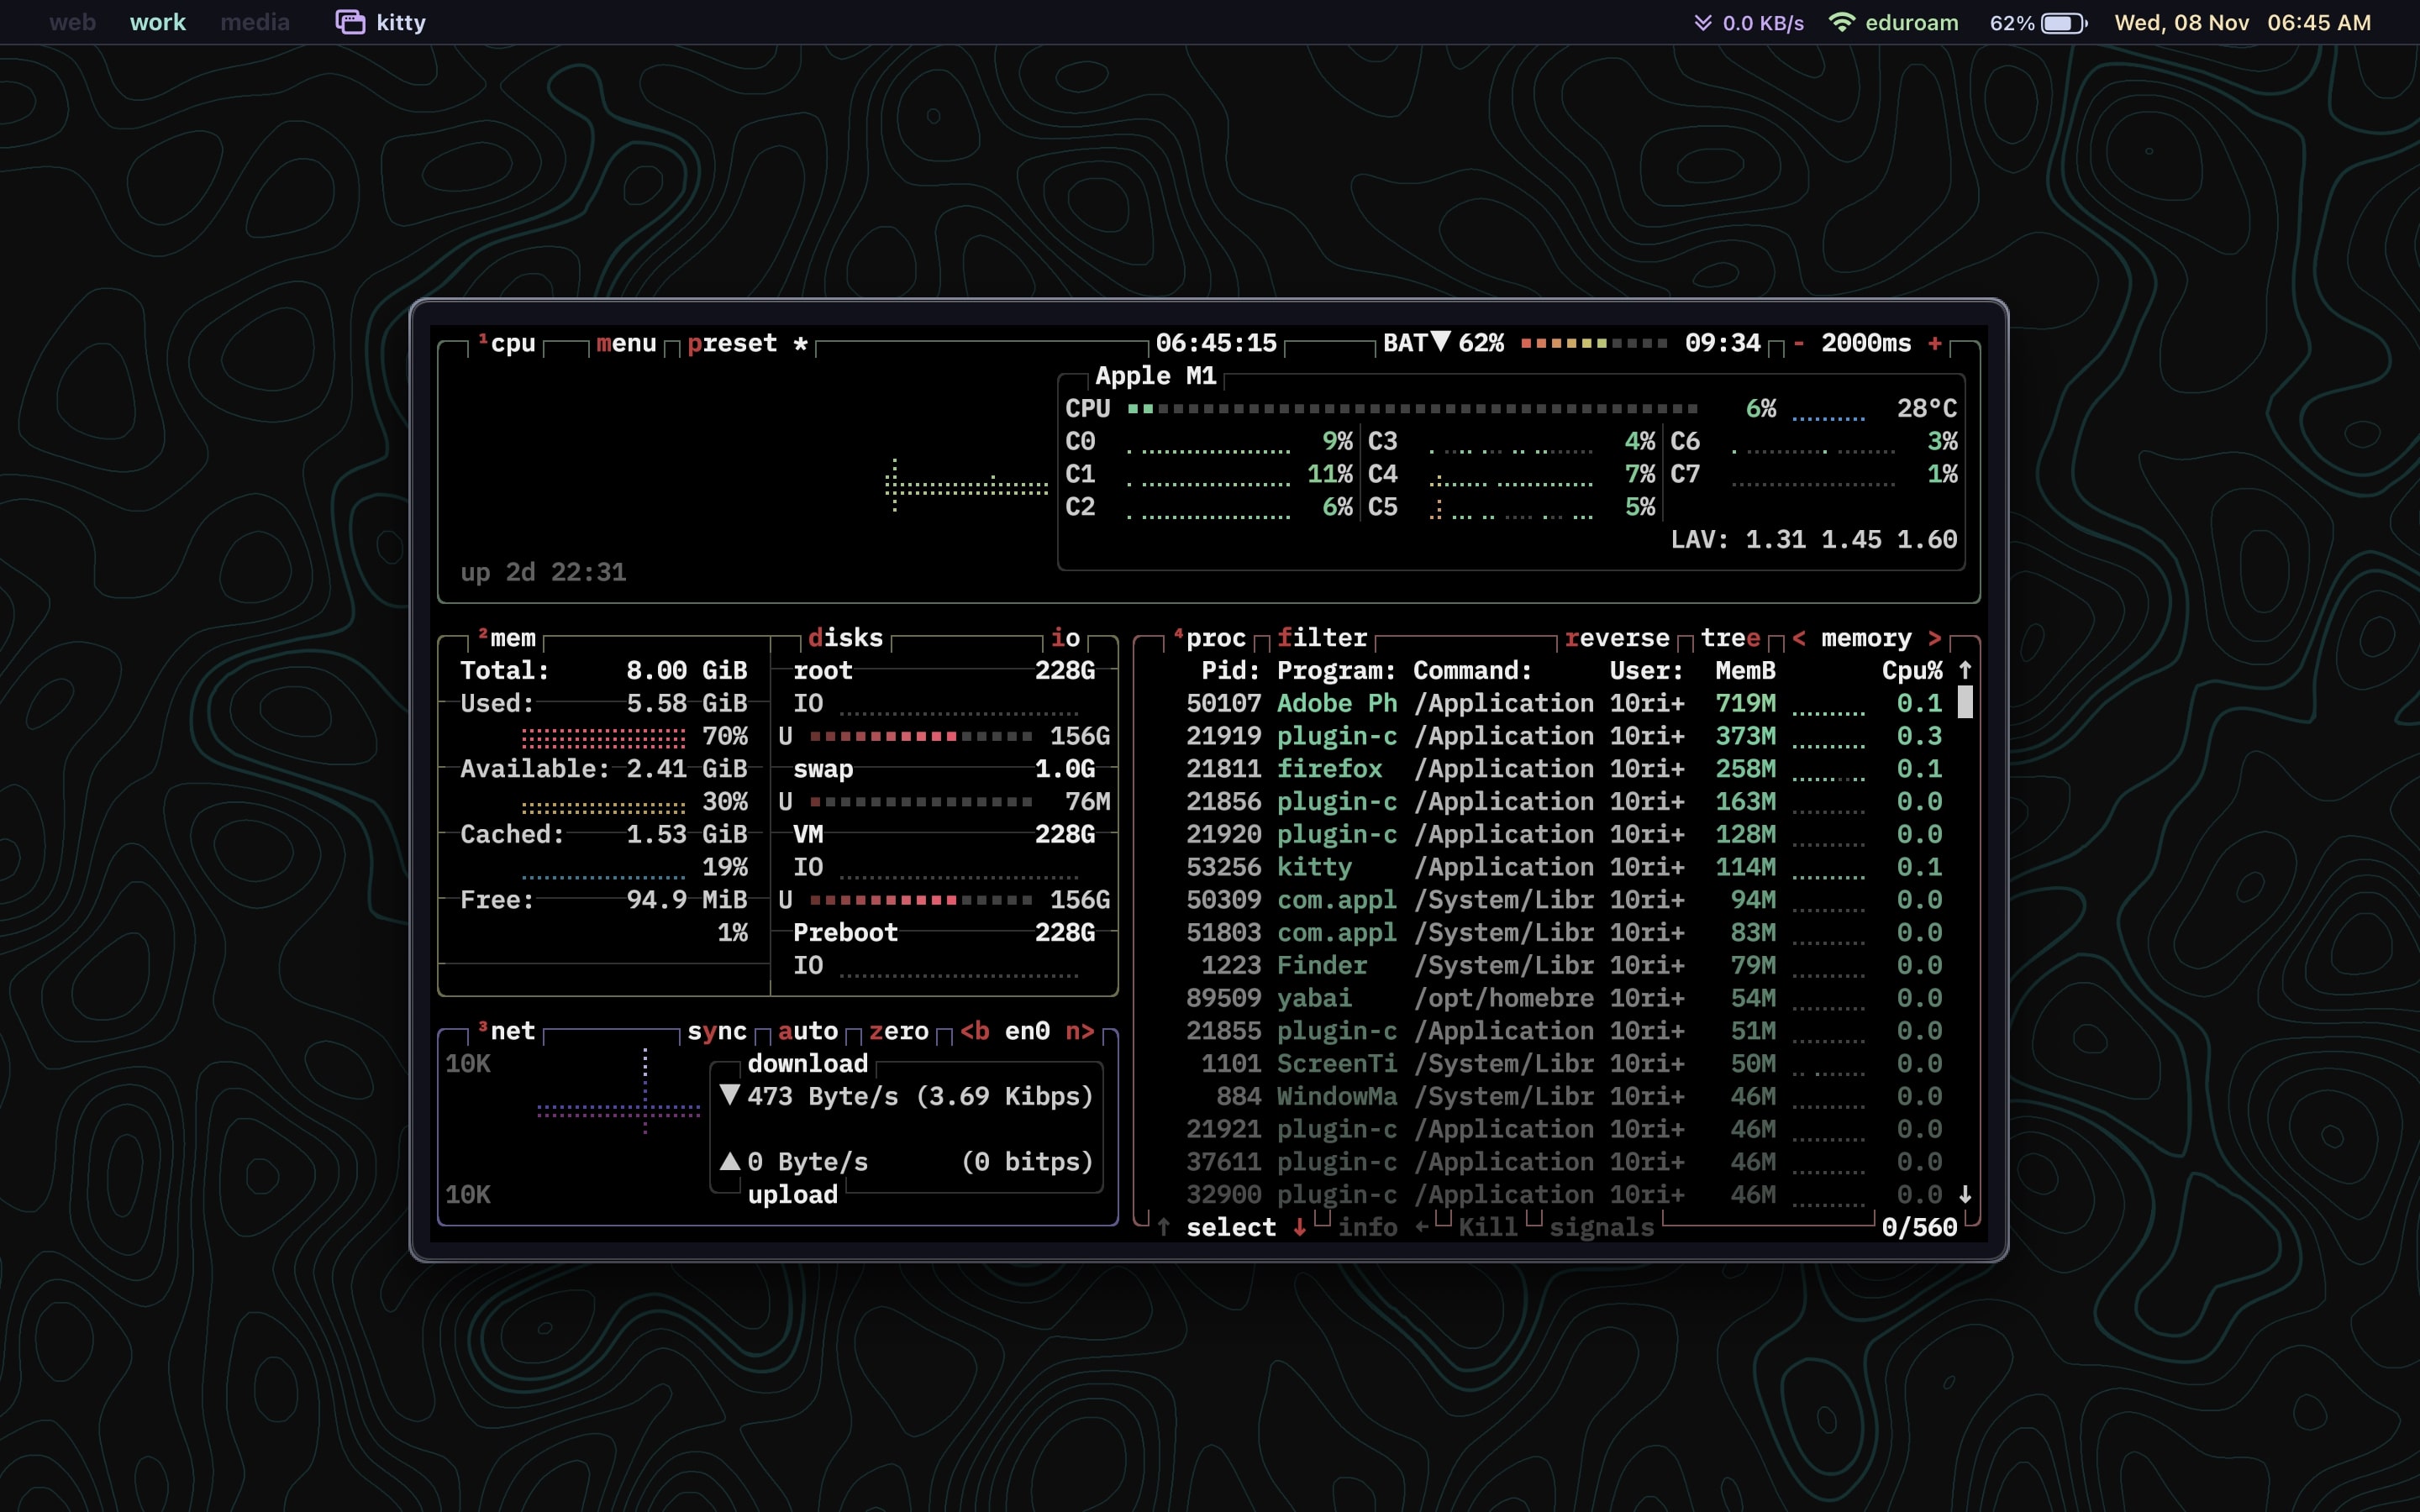 web work media kitty 0.0 KB/s eduroam 62% Wed, 08 Nov 06:45 AM
¹cpu menu preset * 06:45:15 BAT▼ 62% 09:34 - 2000ms +
Apple M1
CPU 6% 28°C
C0 9% C3 4% C6 3%
C1 11% C4 7% C7 1%
C2 6% C5 5%
LAV: 1.31 1.45 1.60
up 2d 22:31
²mem disks io
Total: 8.00 GiB root 228G
Used: 5.58 GiB IO
70% U 156G
Available: 2.41 GiB swap 1.0G
30% U 76M
Cached: 1.53 GiB VM 228G
19% IO
Free: 94.9 MiB U 156G
1% Preboot 228G
IO
³net sync auto zero <b en0 n>
10K download
▼ 473 Byte/s (3.69 Kibps)
▲ 0 Byte/s (0 bitps)
10K upload
⁴proc filter reverse tree < memory >
Pid: Program: Command: User: MemB Cpu% ↑
50107 Adobe Ph /Application 10ri+ 719M 0.1
21919 plugin-c /Application 10ri+ 373M 0.3
21811 firefox /Application 10ri+ 258M 0.1
21856 plugin-c /Application 10ri+ 163M 0.0
21920 plugin-c /Application 10ri+ 128M 0.0
53256 kitty /Application 10ri+ 114M 0.1
50309 com.appl /System/Libr 10ri+ 94M 0.0
51803 com.appl /System/Libr 10ri+ 83M 0.0
1223 Finder /System/Libr 10ri+ 79M 0.0
89509 yabai /opt/homebre 10ri+ 54M 0.0
21855 plugin-c /Application 10ri+ 51M 0.0
1101 ScreenTi /System/Libr 10ri+ 50M 0.0
884 WindowMa /System/Libr 10ri+ 46M 0.0
21921 plugin-c /Application 10ri+ 46M 0.0
37611 plugin-c /Application 10ri+ 46M 0.0
32900 plugin-c /Application 10ri+ 46M 0.0 ↓
↑ select ↓ info ← Kill signals 0/560